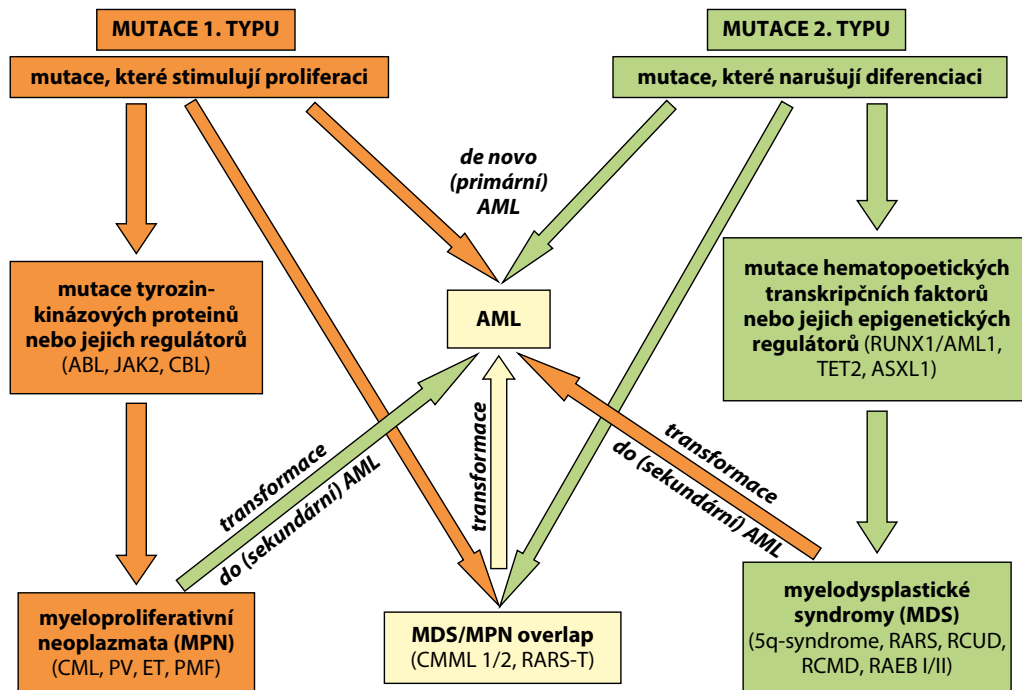 MUTACE 1. TYPU
mutace, které stimulují proliferaci
MUTACE 2. TYPU
mutace, které narušují diferenciaci
de novo
(primární)
AML
mutace tyrozin-
kinázových proteinů
nebo jejich regulátorů
(ABL, JAK2, CBL)
AML
mutace hematopoetických
transkripčních faktorů
nebo jejich epigenetických
regulátorů (RUNX1/AML1,
TET2, ASXL1)
transformace
do (sekundární) AML
transformace
transformace
do (sekundární) AML
myeloproliferativní
neoplazmata (MPN)
(CML, PV, ET, PMF)
MDS/MPN overlap
(CMML 1/2, RARS-T)
myelodysplastické
syndromy (MDS)
(5q-syndrome, RARS, RCUD,
RCMD, RAEB I/II)